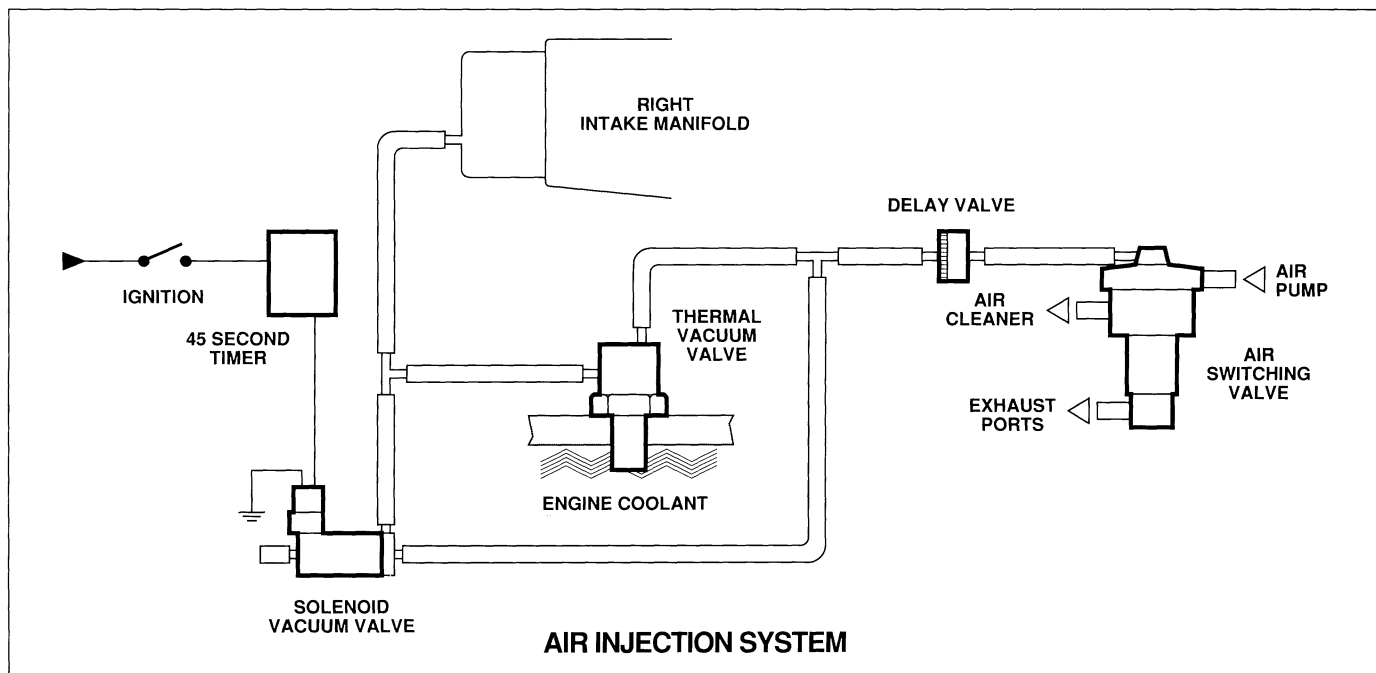 RIGHT
INTAKE MANIFOLD
DELAY VALVE
IGNITION
45 SECOND
TIMER
THERMAL
VACUUM
VALVE
AIR
CLEANER
AIR
PUMP
AIR
SWITCHING
VALVE
EXHAUST
PORTS
ENGINE COOLANT
SOLENOID
VACUUM VALVE
AIR INJECTION SYSTEM